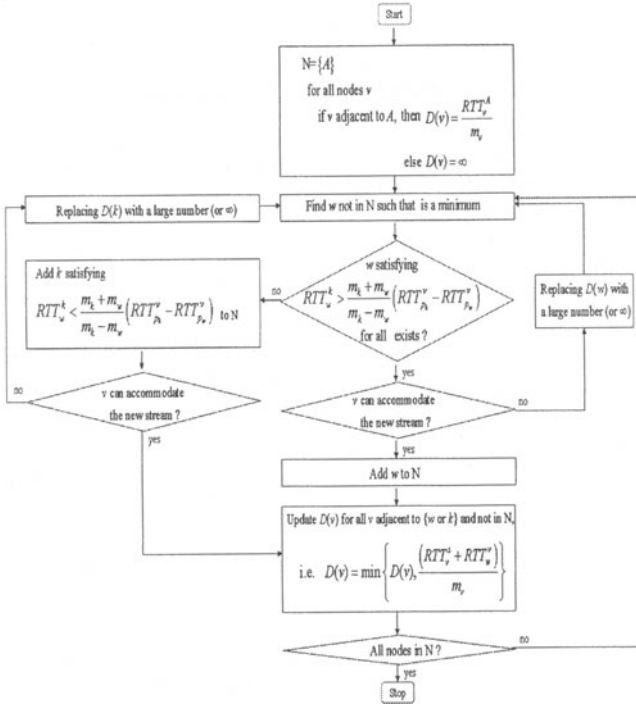 Start
N={A}
for all nodes v
if v adjacent to A, then D(v) = RTT_v^A / m_v
else D(v) = ∞
Replacing D(k) with a large number (or ∞)
Find w not in N such that is a minimum
Add k satisfying
RTT_w^k < (m_k + m_w) / (m_k − m_w) (RTT_{p_k}^v − RTT_{p_w}^v) to N
no
w satisfying
RTT_w^k > (m_k + m_w) / (m_k − m_w) (RTT_{p_k}^v − RTT_{p_w}^v)
for all exists ?
Replacing D(w) with
a large number (or ∞)
yes
no
v can accommodate
the new stream ?
yes
v can accommodate
the new stream ?
no
yes
Add w to N
Update D(v) for all v adjacent to {w or k} and not in N,
i.e. D(v) = min { D(v), (RTT_v^s + RTT_w^v) / m_v }
All nodes in N ?
no
yes
Stop